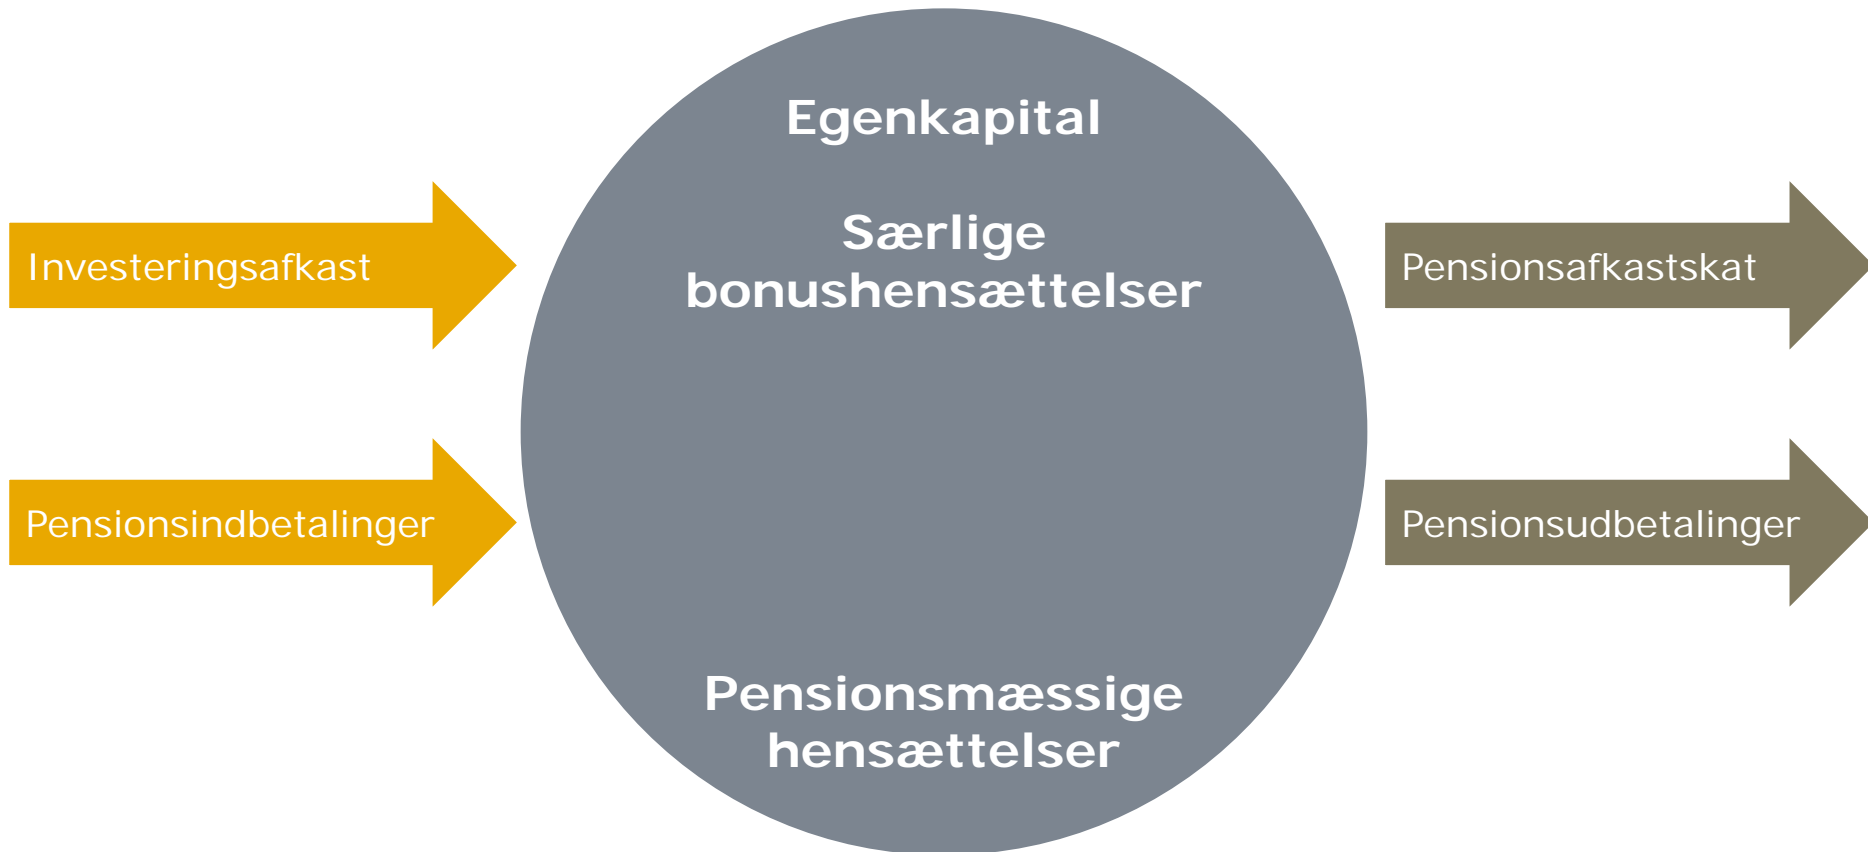 Egenkapital
Særlige
bonushensættelser
Investeringsafkast
Pensionsafkastskat
Pensionsindbetalinger
Pensionsudbetalinger
Pensionsmæssige
hensættelser